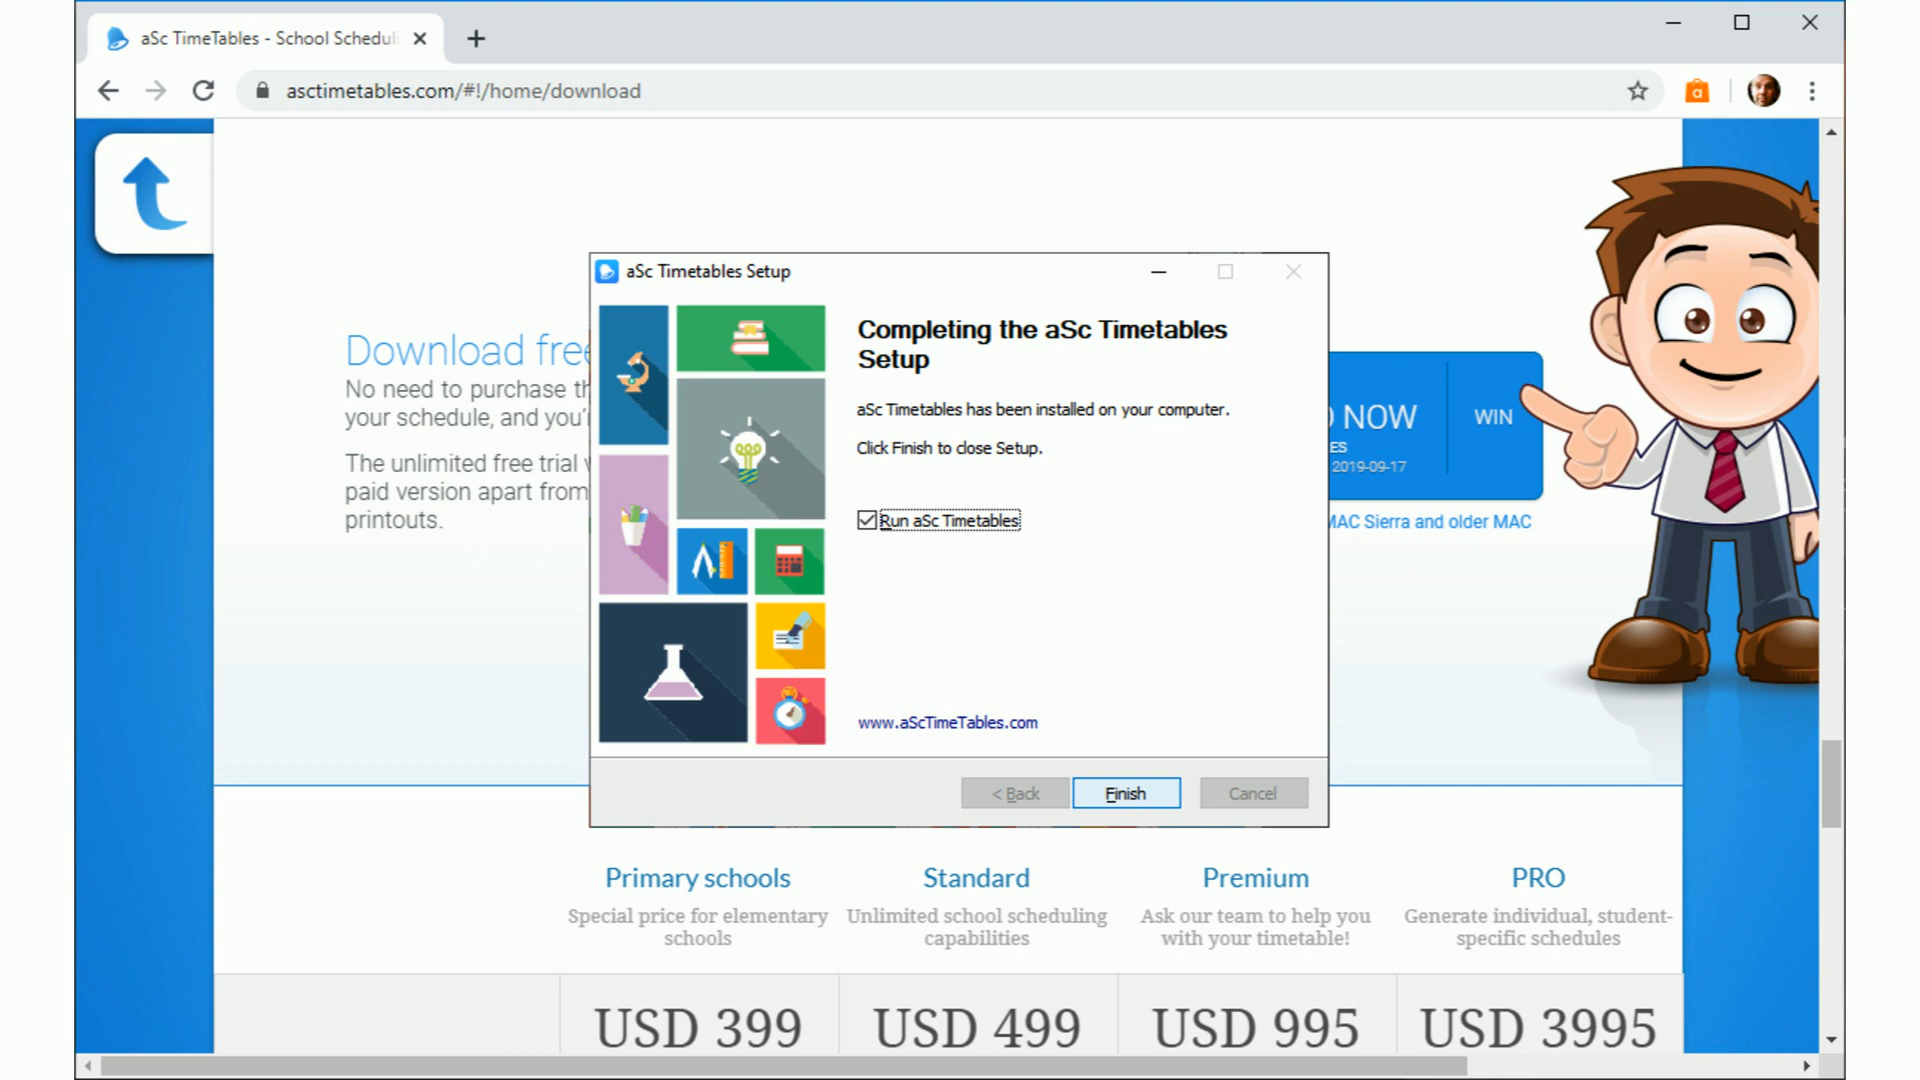 aSc TimeTables - School Scheduli
asctimetables.com/#!/home/download
aSc Timetables Setup
Completing the aSc Timetables
Setup
aSc Timetables has been installed on your computer.
Click Finish to close Setup.
Run aSc Timetables
www.aScTimeTables.com
< Back
Finish
Cancel
Download free
No need to purchase th
your schedule, and you'
The unlimited free trial
paid version apart from
printouts.
NOW
WIN
ES
2019-09-17
MAC Sierra and older MAC
Primary schools
Special price for elementary
schools
Standard
Unlimited school scheduling
capabilities
Premium
Ask our team to help you
with your timetable!
PRO
Generate individual, student-
specific schedules
USD 399
USD 499
USD 995
USD 3995